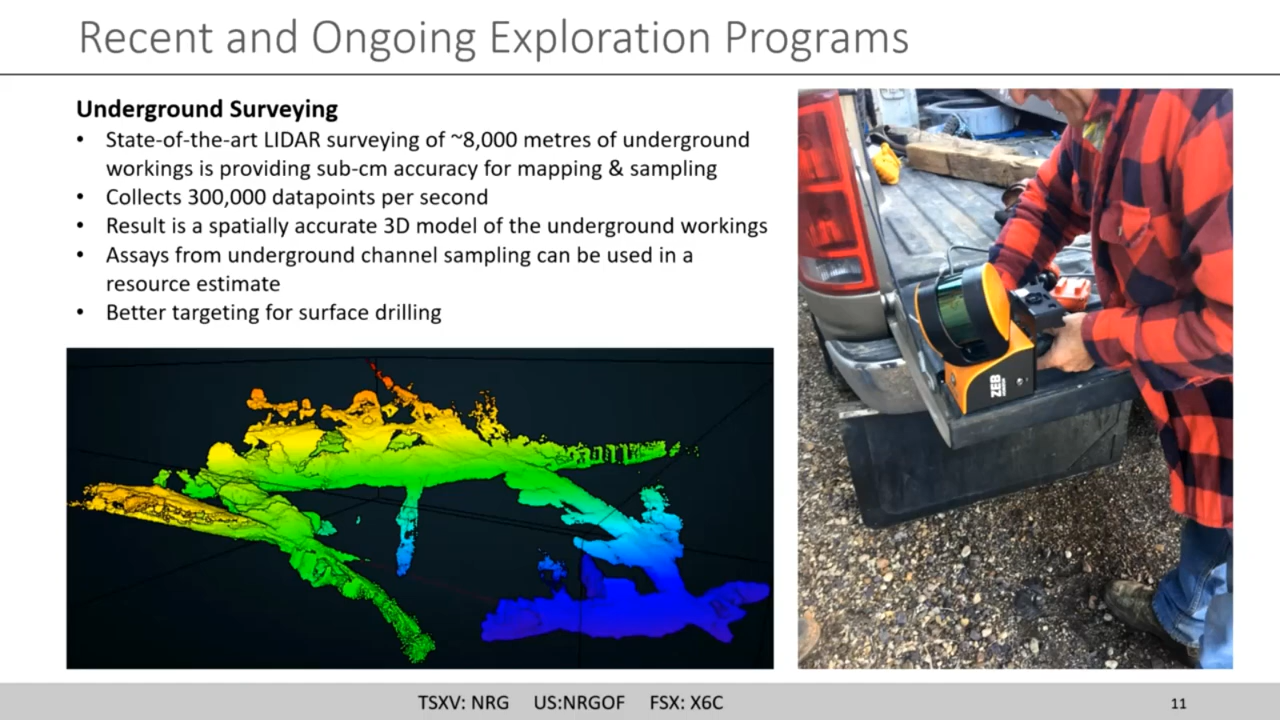 Recent and Ongoing Exploration Programs
Underground Surveying
• State-of-the-art LIDAR surveying of ~8,000 metres of underground
workings is providing sub-cm accuracy for mapping & sampling
• Collects 300,000 datapoints per second
• Result is a spatially accurate 3D model of the underground workings
• Assays from underground channel sampling can be used in a
resource estimate
• Better targeting for surface drilling
ZEB
TSXV: NRG US:NRGOF FSX: X6C
11